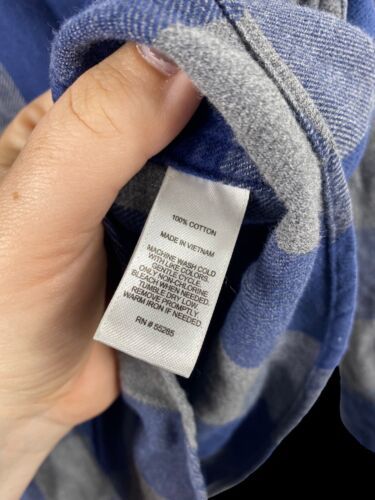 100% COTTON
MADE IN VIETNAM
MACHINE WASH COLD
WITH LIKE COLORS.
GENTLE CYCLE.
ONLY NON-CHLORINE
BLEACH WHEN NEEDED.
TUMBLE DRY LOW.
REMOVE PROMPTLY.
WARM IRON IF NEEDED.
RN # 55285